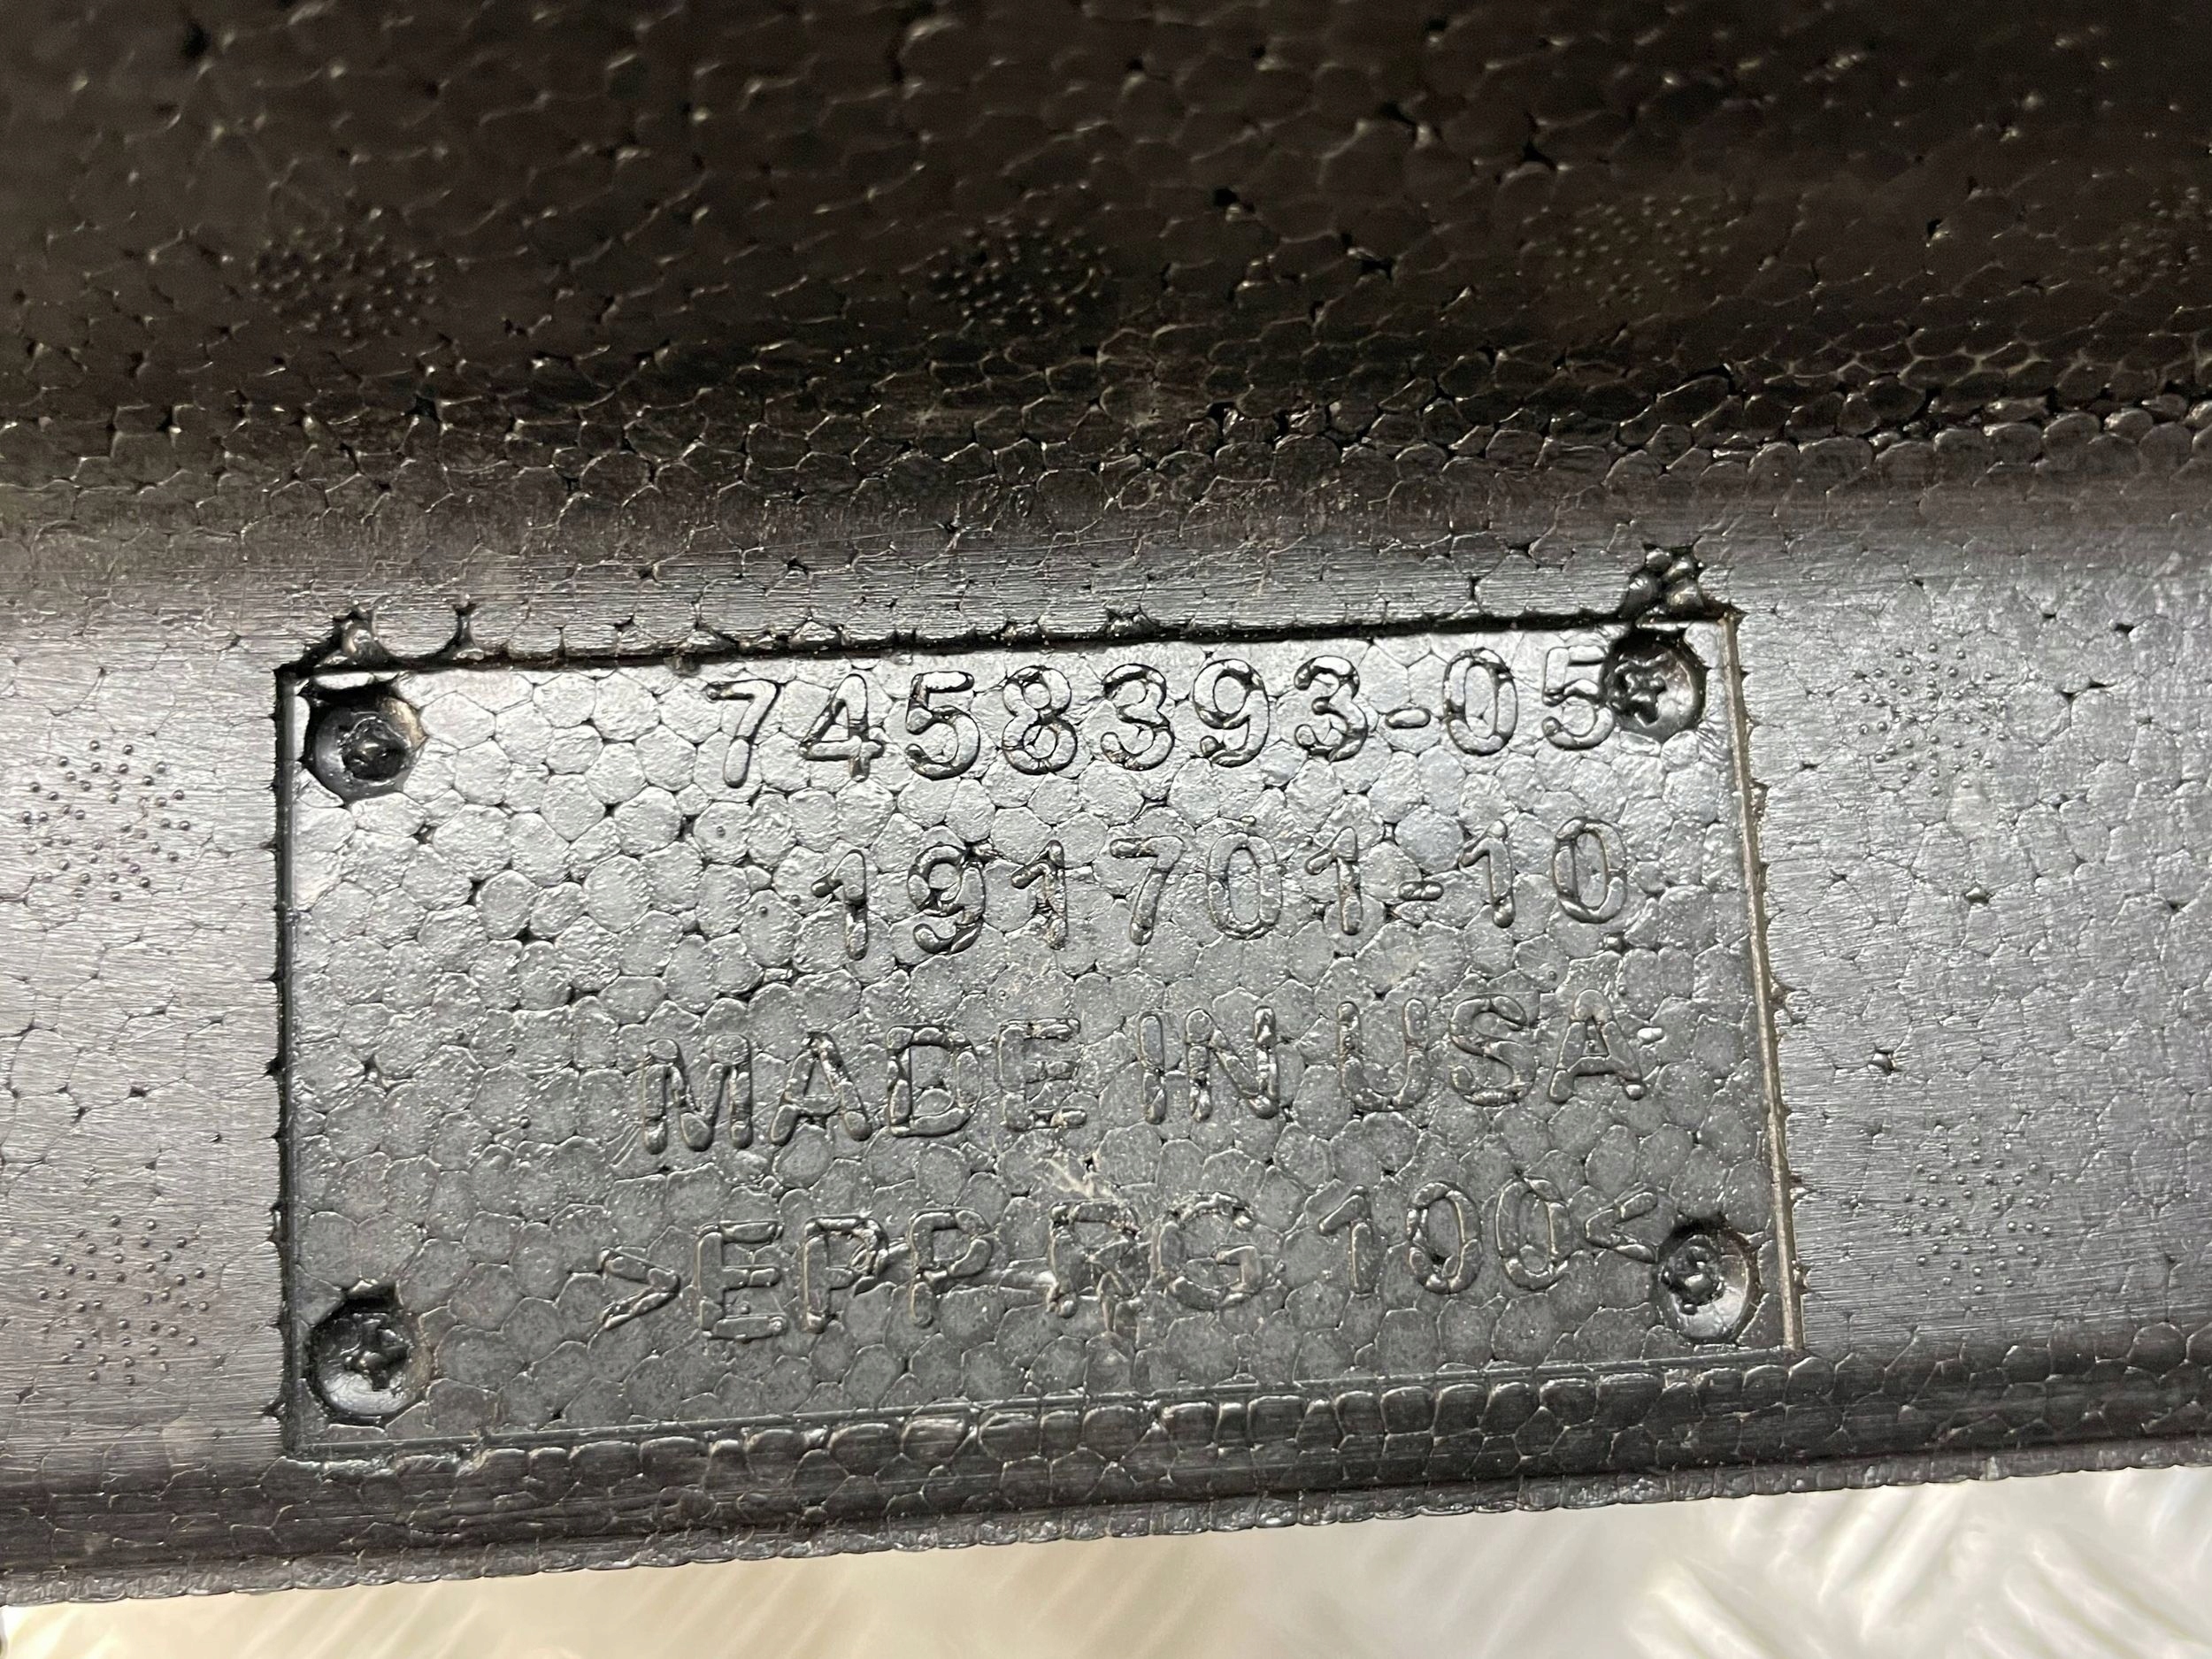 7458393-05
191701-10
MADE IN USA
>EPP-RG 100<